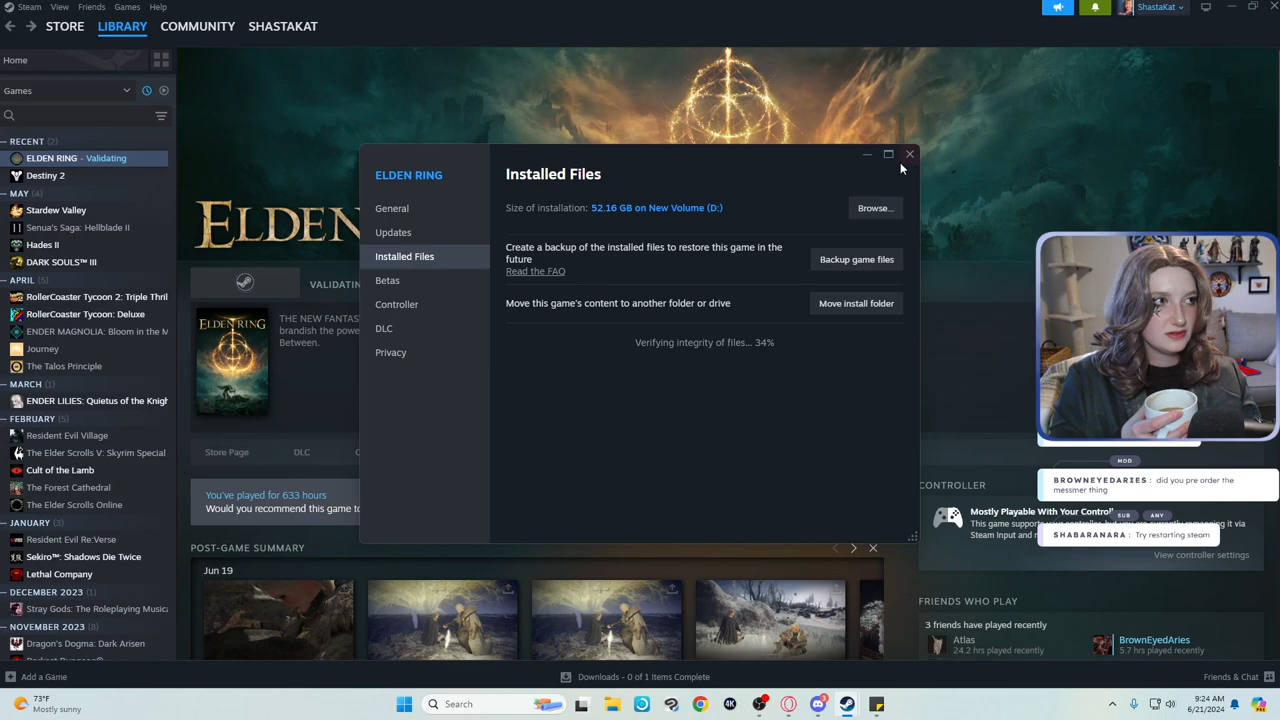 Steam View Friends Games Help
ShastaKat
STORE LIBRARY COMMUNITY SHASTAKAT
Home
Games
RECENT (2)
ELDEN RING - Validating
Destiny 2
MAY (4)
Stardew Valley
Senua's Saga: Hellblade II
Hades II
DARK SOULS™ III
APRIL (5)
RollerCoaster Tycoon 2: Triple Thril
RollerCoaster Tycoon: Deluxe
ENDER MAGNOLIA: Bloom in the M
Journey
The Talos Principle
MARCH (1)
ENDER LILIES: Quietus of the Knigh
FEBRUARY (5)
Resident Evil Village
The Elder Scrolls V: Skyrim Special
Cult of the Lamb
The Forest Cathedral
The Elder Scrolls Online
JANUARY (3)
Resident Evil Re:Verse
Sekiro™: Shadows Die Twice
Lethal Company
DECEMBER 2023 (1)
Stray Gods: The Roleplaying Musica
NOVEMBER 2023 (8)
Dragon's Dogma: Dark Arisen
ELDEN
VALIDATIN
ELDEN RING
THE NEW FANTAS
brandish the powe
Between.
Store Page DLC
You've played for 633 hours
Would you recommend this game to
POST-GAME SUMMARY
Jun 19
ELDEN RING
General
Updates
Installed Files
Betas
Controller
DLC
Privacy
Installed Files
Size of installation: 52.16 GB on New Volume (D:)
Browse...
Create a backup of the installed files to restore this game in the
future
Read the FAQ
Backup game files
Move this game's content to another folder or drive
Move install folder
Verifying integrity of files... 34%
MOD
BROWNEYEDARIES : did you pre order the
messmer thing
SUB ANY
SHABARANARA : Try restarting steam
CONTROLLER
Mostly Playable With Your Controll
This game supports
Steam Input and
View controller settings
FRIENDS WHO PLAY
3 friends have played recently
Atlas
24.2 hrs played recently
BrownEyedAries
5.7 hrs played recently
Add a Game
Downloads - 0 of 1 Items Complete
Friends & Chat
73°F
Mostly sunny
Search
4K
3
9:24 AM
6/21/2024